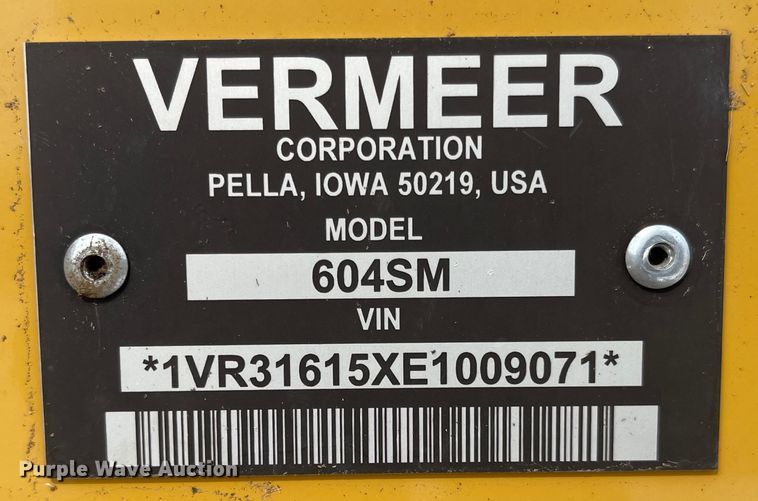 VERMEER
CORPORATION
PELLA, IOWA 50219, USA
MODEL
604SM
VIN
*1VR31615XE1009071*
Purple Wave Auction